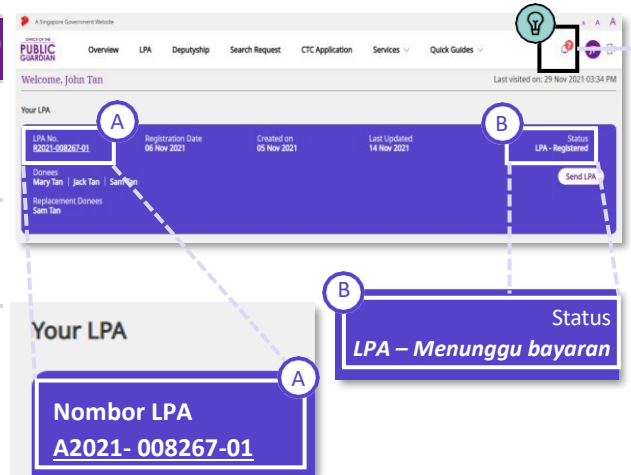 A Singapore Government Website
A A A
OFFICE OF THE
PUBLIC
GUARDIAN
Overview LPA Deputyship Search Request CTC Application Services Quick Guides
7
JT
Welcome, John Tan
Last visited on: 29 Nov 2021 03:34 PM
Your LPA
A
B
LPA No. Registration Date Created on Last Updated Status
R2021-008267-01 06 Nov 2021 05 Nov 2021 14 Nov 2021 LPA - Registered
Donees
Mary Tan | Jack Tan | Sam Tan
Send LPA
Replacement Donees
Sam Tan
B
Status
LPA – Menunggu bayaran
Your LPA
A
Nombor LPA
A2021- 008267-01